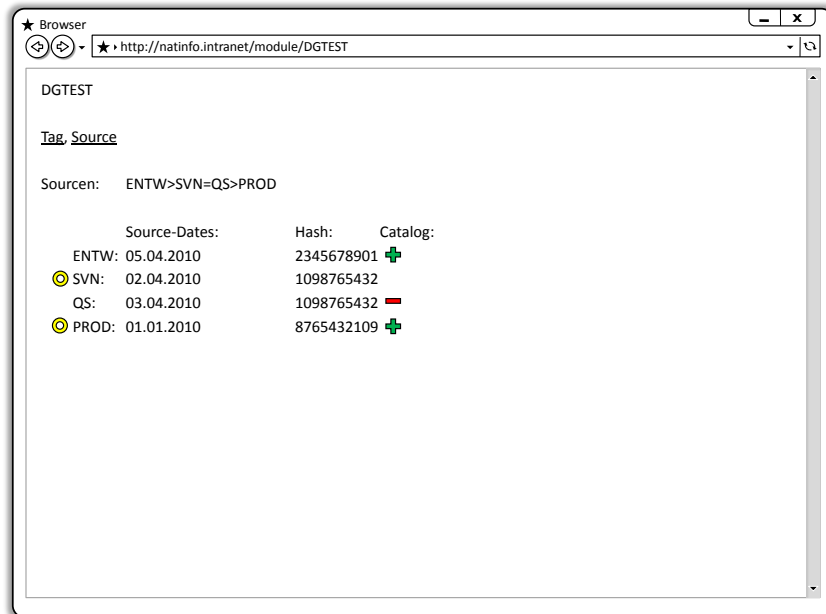 Browser
http://natinfo.intranet/module/DGTEST
DGTEST
Tag, Source
Sourcen: ENTW>SVN=QS>PROD
Source-Dates: Hash: Catalog:
ENTW: 05.04.2010 2345678901
SVN: 02.04.2010 1098765432
QS: 03.04.2010 1098765432
PROD: 01.01.2010 8765432109